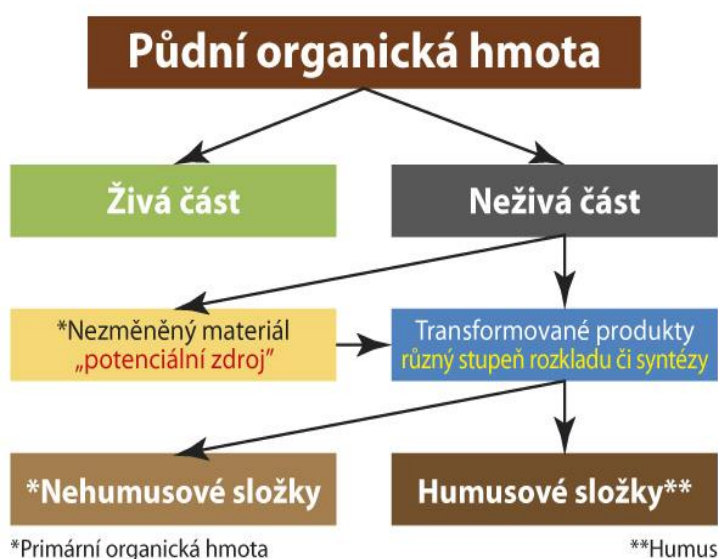 Půdní organická hmota
Živá část
Neživá část
*Nezměněný materiál
„potenciální zdroj”
Transformované produkty
různý stupeň rozkladu či syntézy
*Nehumusové složky
Humusové složky**
*Primární organická hmota
**Humus